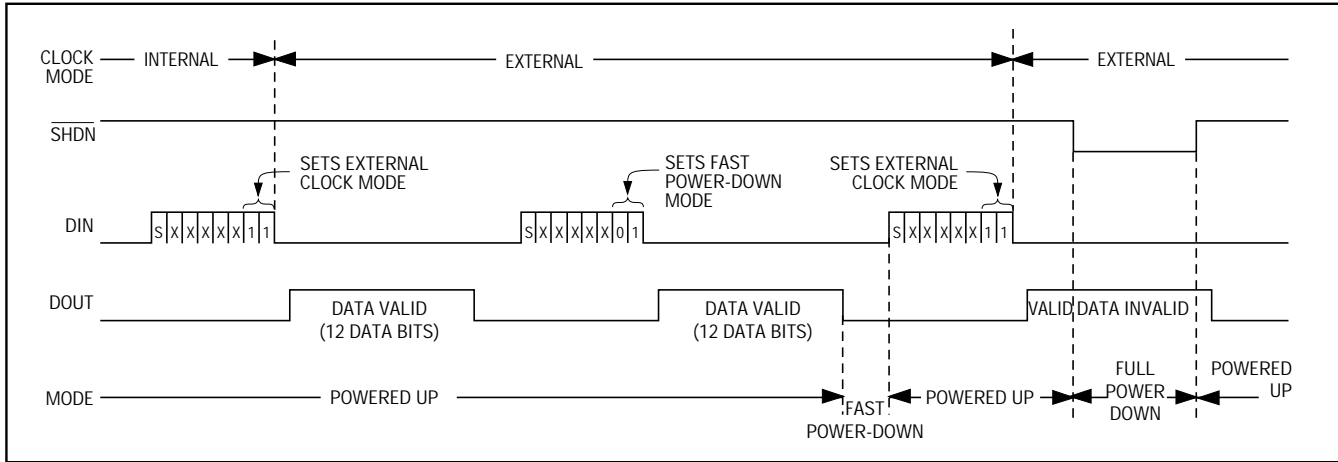 CLOCK
MODE
INTERNAL
EXTERNAL
EXTERNAL
SHDN
SETS EXTERNAL
CLOCK MODE
SETS FAST
POWER-DOWN
MODE
SETS EXTERNAL
CLOCK MODE
DIN
S X X X X X 1 1
S X X X X X 0 1
S X X X X X 1 1
DOUT
DATA VALID
(12 DATA BITS)
DATA VALID
(12 DATA BITS)
VALID
DATA INVALID
MODE
POWERED UP
FAST
POWER-DOWN
POWERED UP
FULL
POWER
DOWN
POWERED
UP